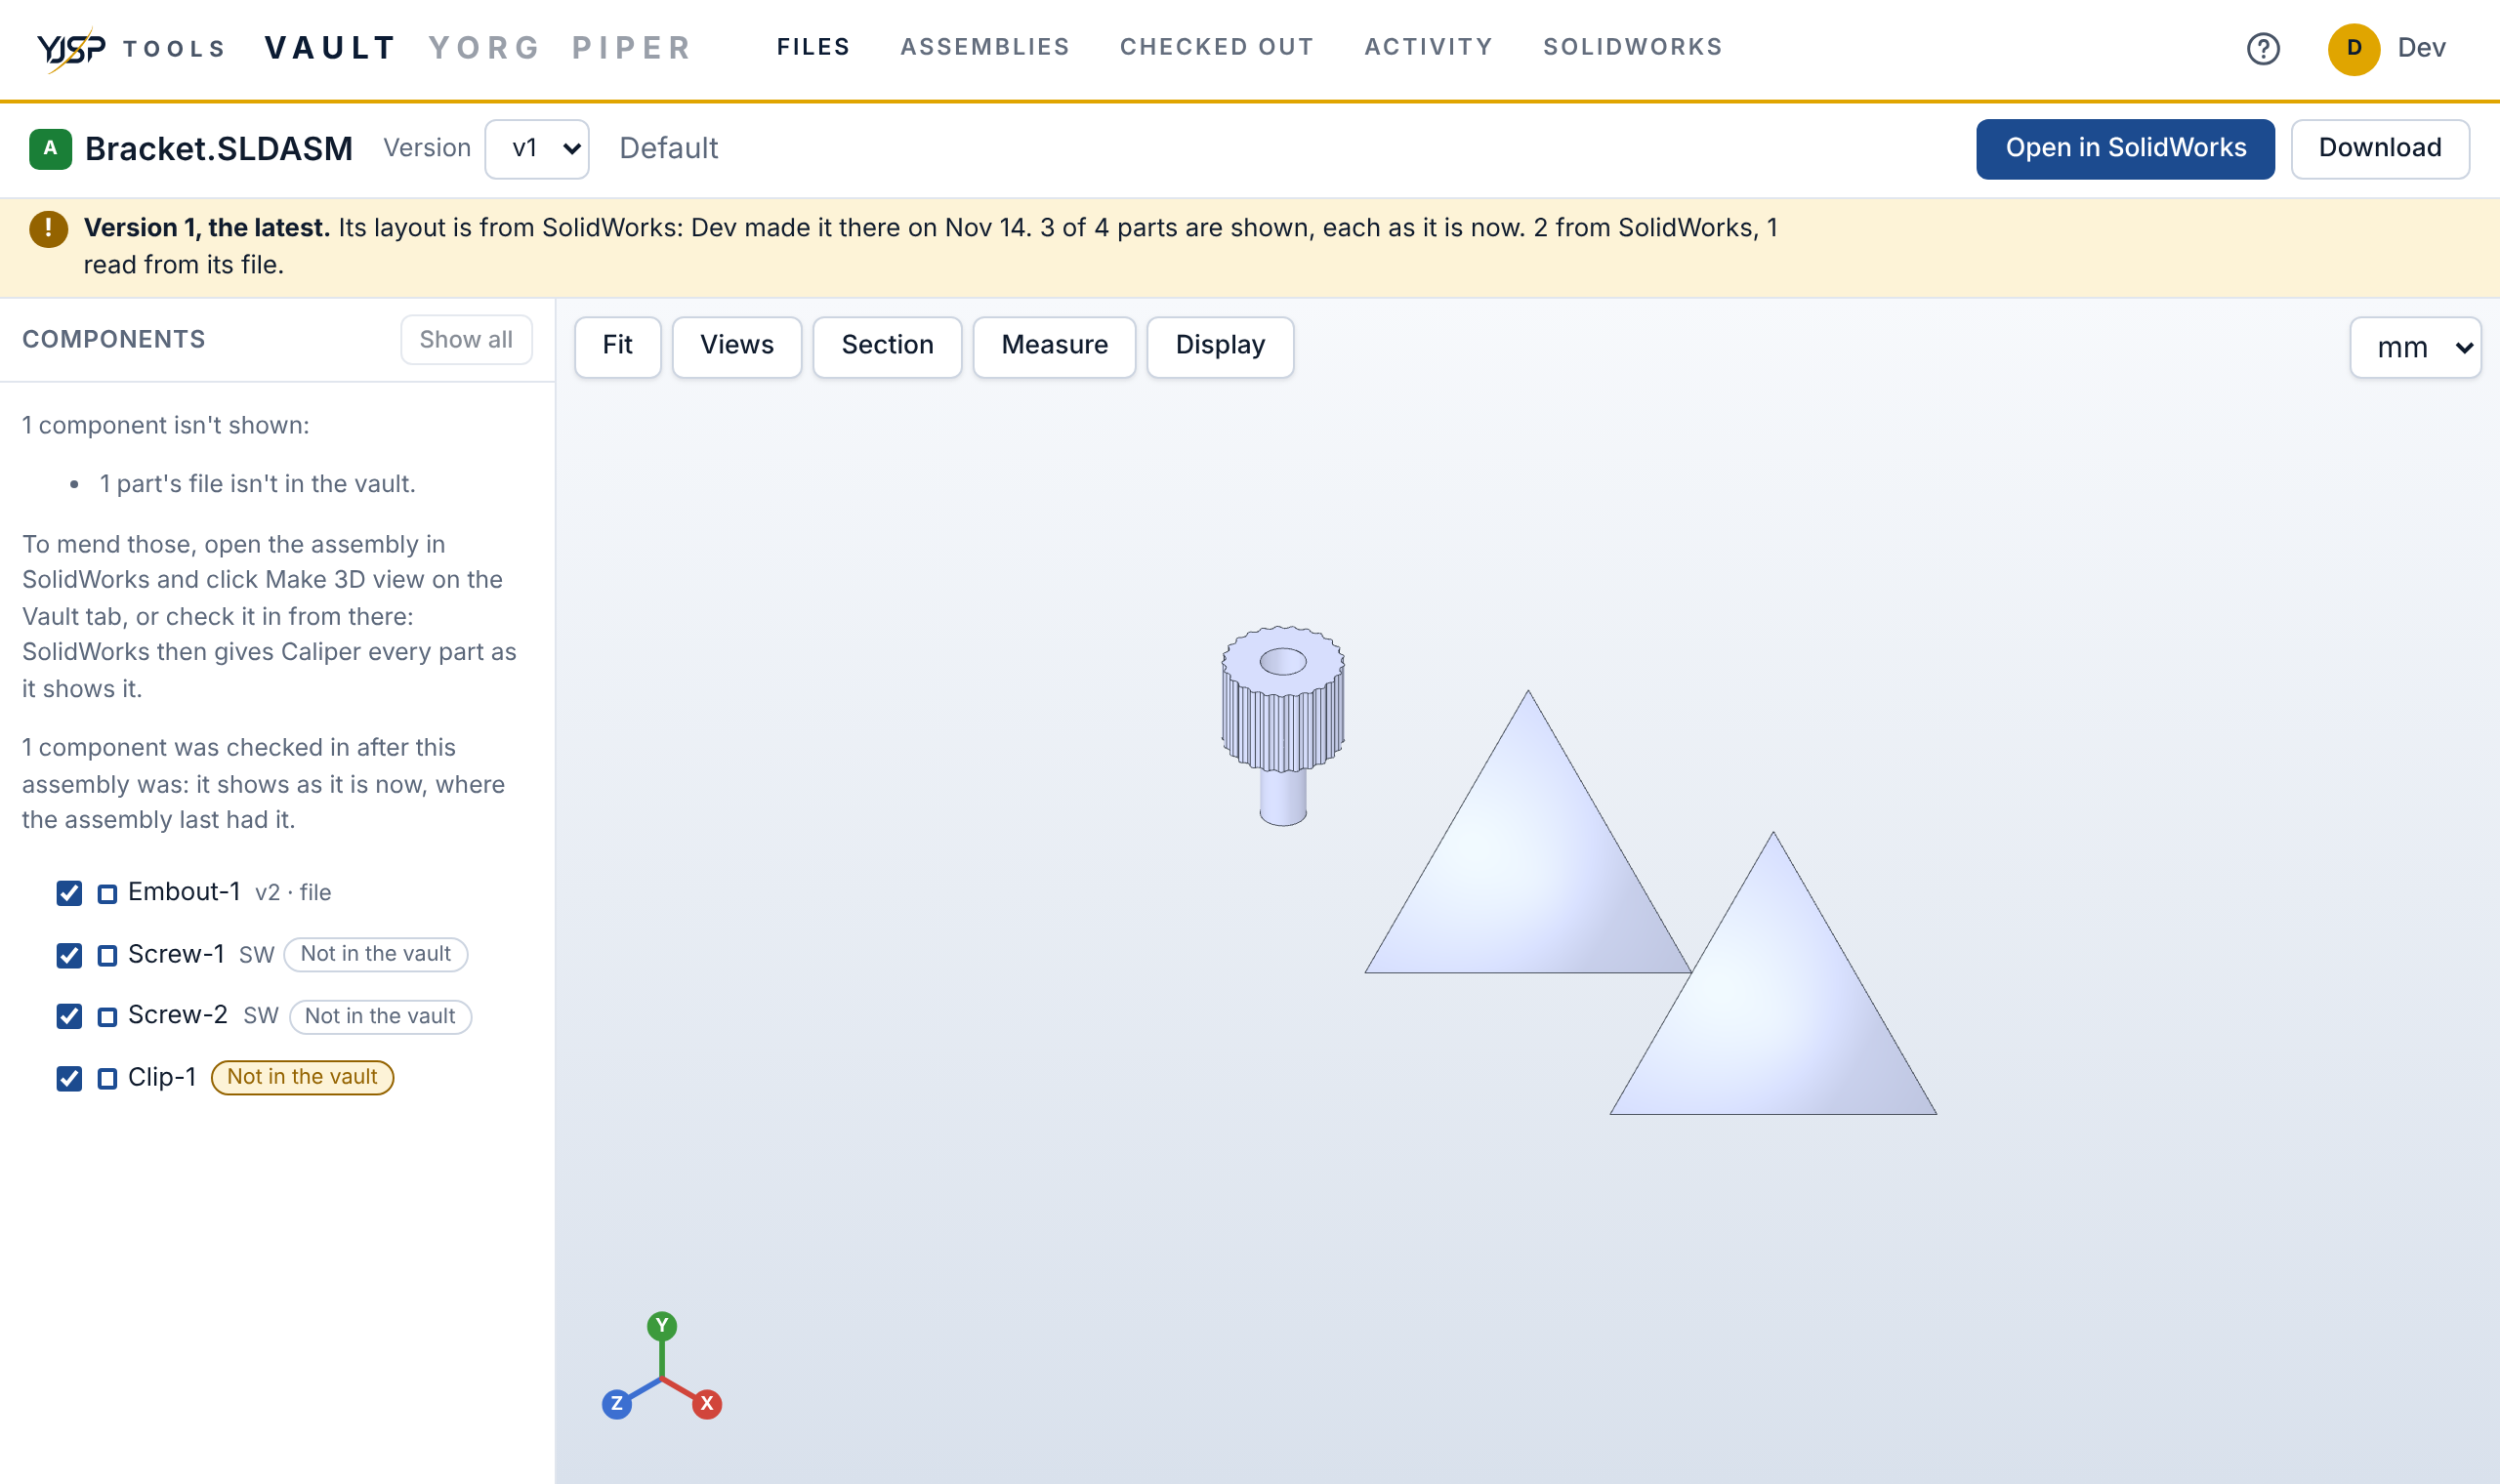 YJSP TOOLS VAULT YORG PIPER FILES ASSEMBLIES CHECKED OUT ACTIVITY SOLIDWORKS ? D Dev
A Bracket.SLDASM Version v1 Default Open in SolidWorks Download
! Version 1, the latest. Its layout is from SolidWorks: Dev made it there on Nov 14. 3 of 4 parts are shown, each as it is now. 2 from SolidWorks, 1
read from its file.
COMPONENTS Show all
Fit Views Section Measure Display mm
1 component isn't shown:
• 1 part's file isn't in the vault.
To mend those, open the assembly in
SolidWorks and click Make 3D view on the
Vault tab, or check it in from there:
SolidWorks then gives Caliper every part as
it shows it.
1 component was checked in after this
assembly was: it shows as it is now, where
the assembly last had it.
Embout-1 v2 · file
Screw-1 SW Not in the vault
Screw-2 SW Not in the vault
Clip-1 Not in the vault
Y
Z X